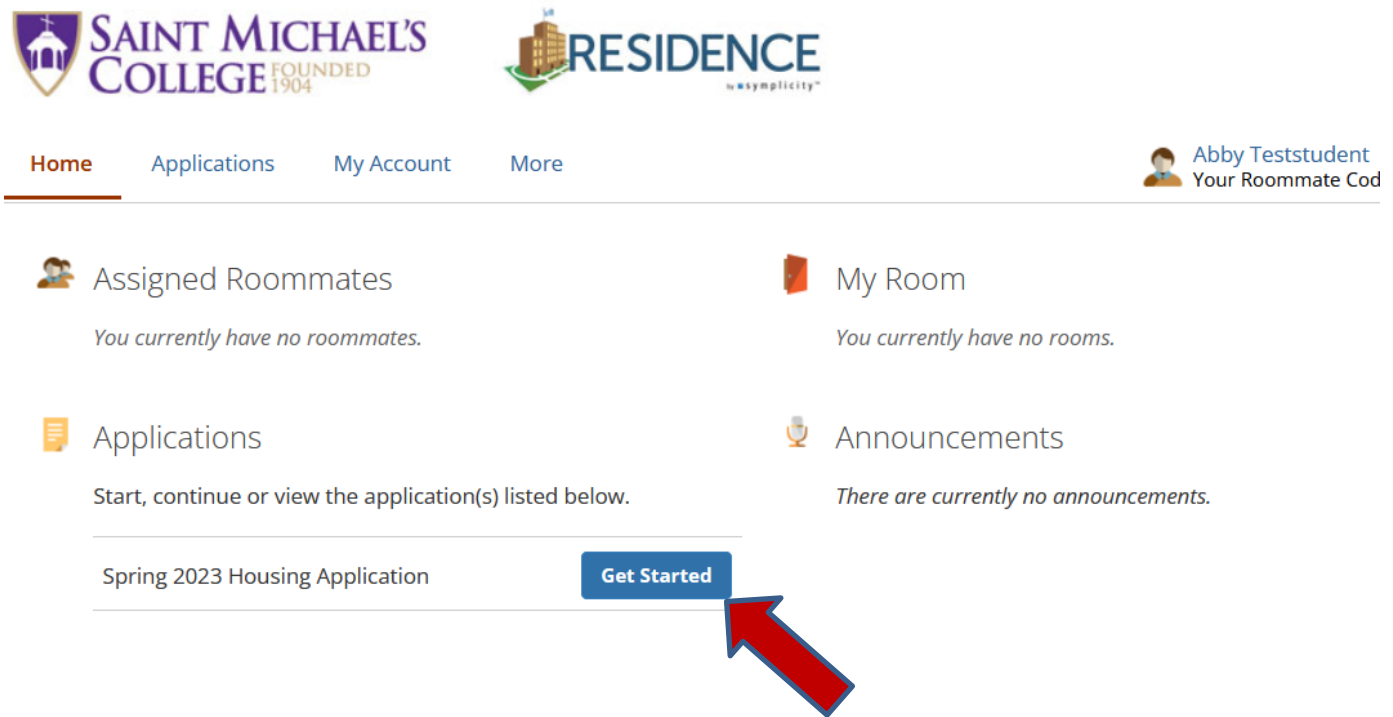 SAINT MICHAEL'S
COLLEGE FOUNDED 1904
RESIDENCE
by symplicity™
Home Applications My Account More
Abby Teststudent
Your Roommate Cod
Assigned Roommates
You currently have no roommates.
My Room
You currently have no rooms.
Applications
Start, continue or view the application(s) listed below.
Spring 2023 Housing Application Get Started
Announcements
There are currently no announcements.